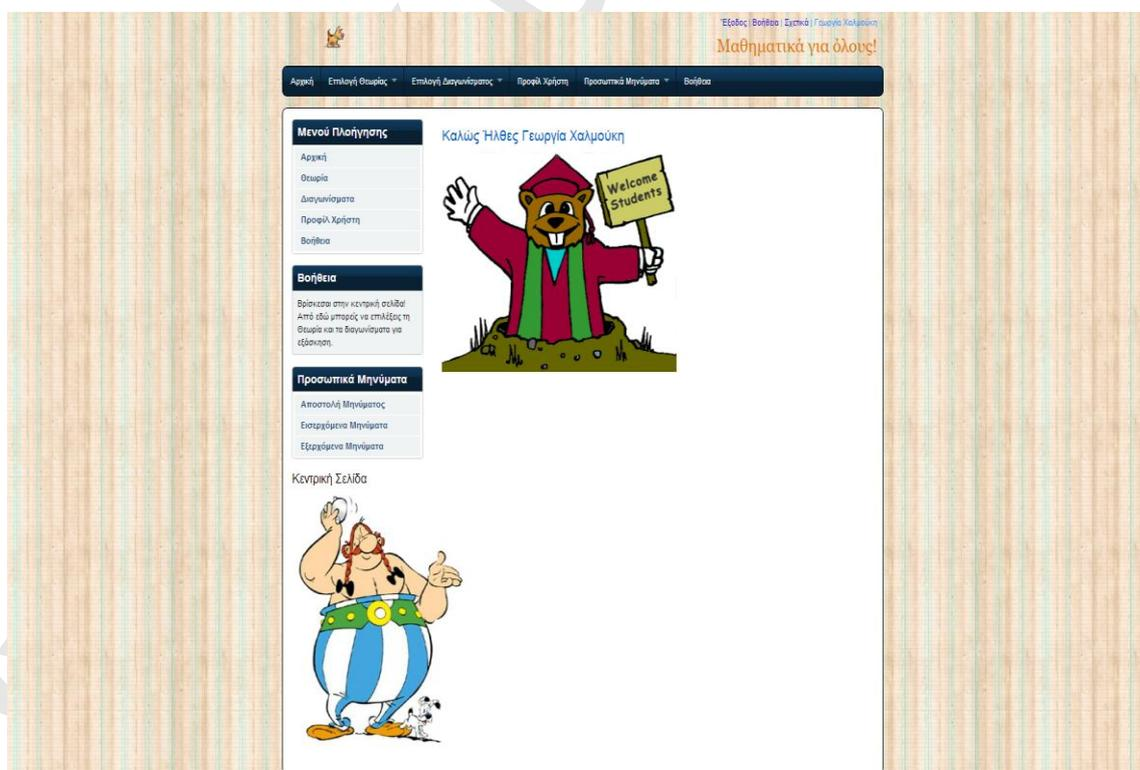 Έξοδος | Βοήθεια | Σχετικά | Γεωργία Χαλμούκη
Μαθηματικά για όλους!
Αρχική Επιλογή Θεωρίας Επιλογή Διαγωνίσματος Προφίλ Χρήστη Προσωπικά Μηνύματα Βοήθεια
Μενού Πλοήγησης
Αρχική
Θεωρία
Διαγωνίσματα
Προφίλ Χρήστη
Βοήθεια
Βοήθεια
Βρίσκεσαι στην κεντρική σελίδα!
Από εδώ μπορείς να επιλέξεις τη
Θεωρία και τα διαγωνίσματα για
εξάσκηση.
Προσωπικά Μηνύματα
Αποστολή Μηνύματος
Εισερχόμενα Μηνύματα
Εξερχόμενα Μηνύματα
Κεντρική Σελίδα
Καλώς Ήλθες Γεωργία Χαλμούκη
Welcome
Students